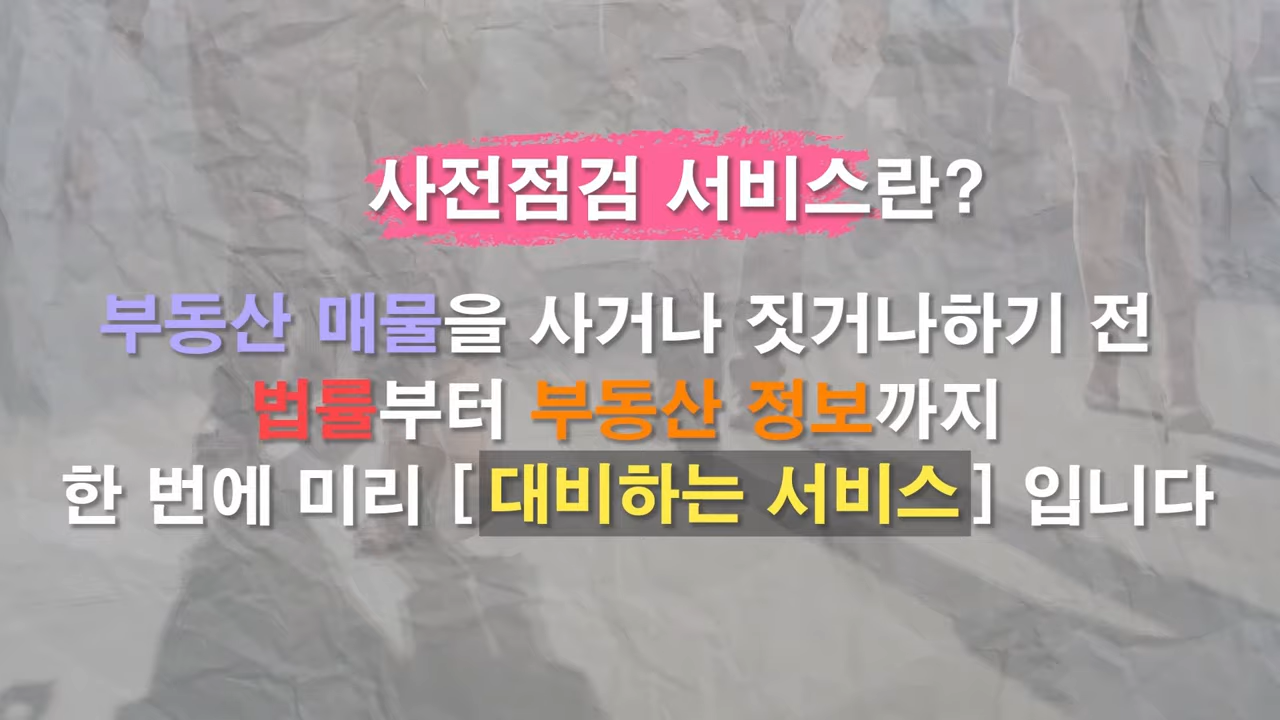 사전점검 서비스란?
부동산 매물을 사거나 짓거나하기 전
법률부터 부동산 정보까지
한 번에 미리 [대비하는 서비스] 입니다